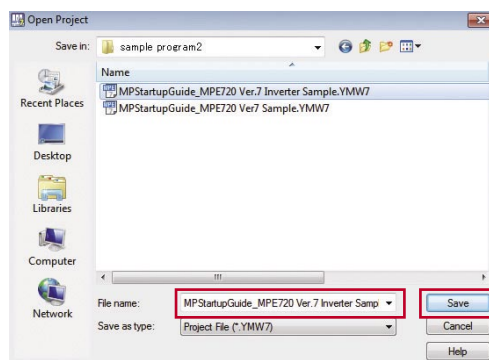 Open Project
Save in:
sample program2
Name
MPStartupGuide_MPE720 Ver.7 Inverter Sample.YMW7
MPStartupGuide_MPE720 Ver7 Sample.YMW7
Recent Places
Desktop
Libraries
Computer
Network
File name:
MPStartupGuide_MPE720 Ver.7 Inverter Sampl
Save
Save as type:
Project File (*.YMW7)
Cancel
Help